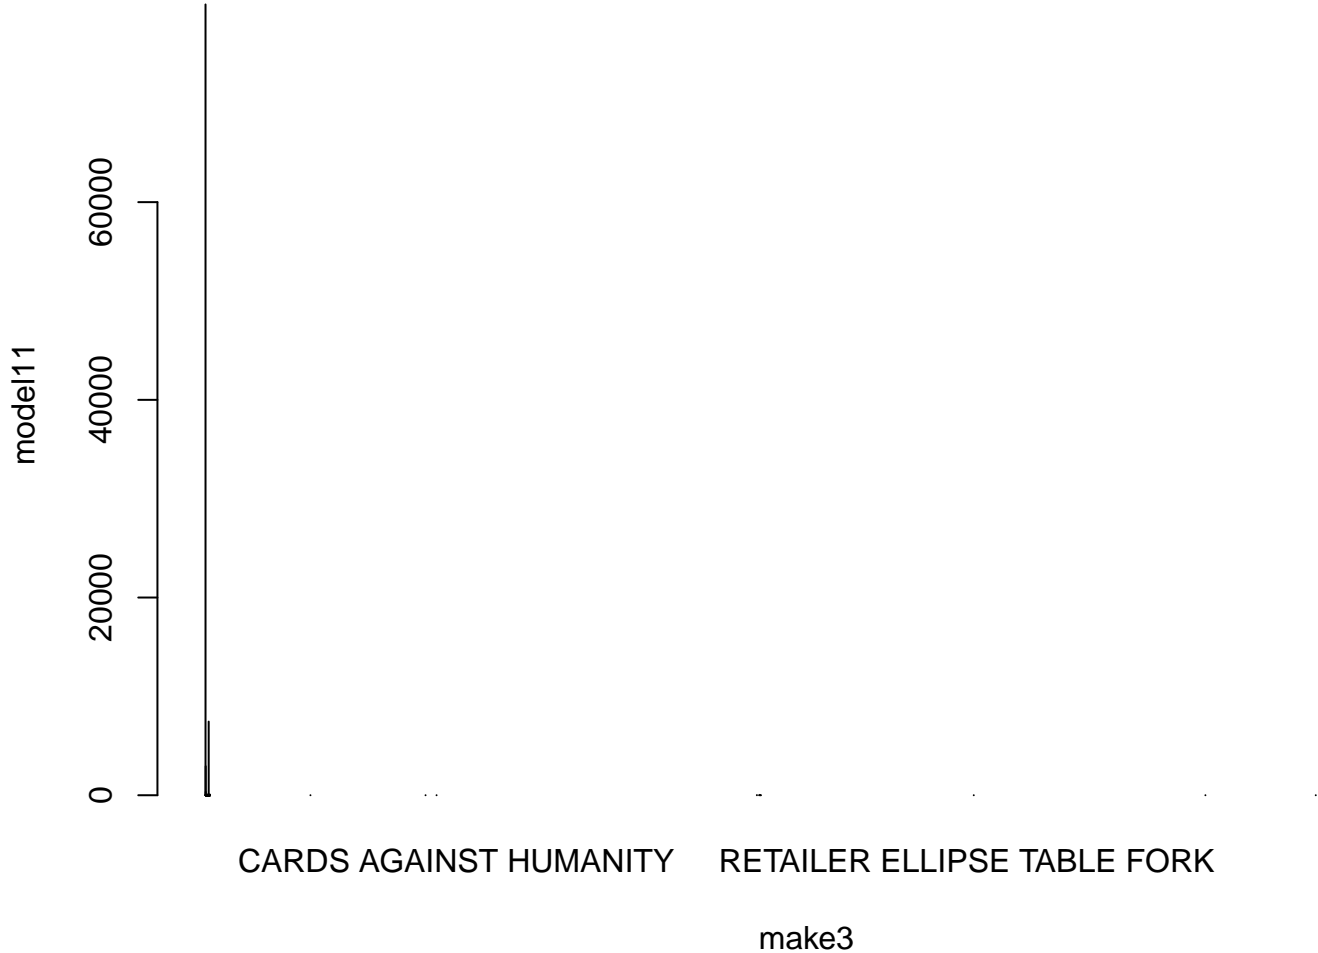 60000
40000
20000
0
model11
CARDS AGAINST HUMANITY RETAILER ELLIPSE TABLE FORK
make3